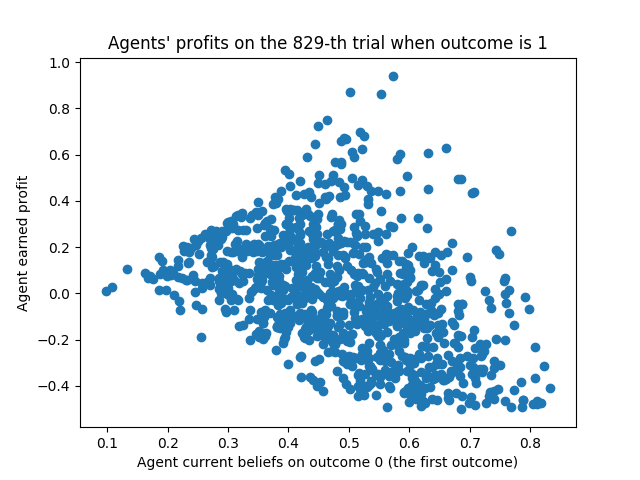 Agents' profits on the 829-th trial when outcome is 1
1.0
0.8
0.6
0.4
0.2
0.0
−0.2
−0.4
Agent earned profit
0.1 0.2 0.3 0.4 0.5 0.6 0.7 0.8
Agent current beliefs on outcome 0 (the first outcome)